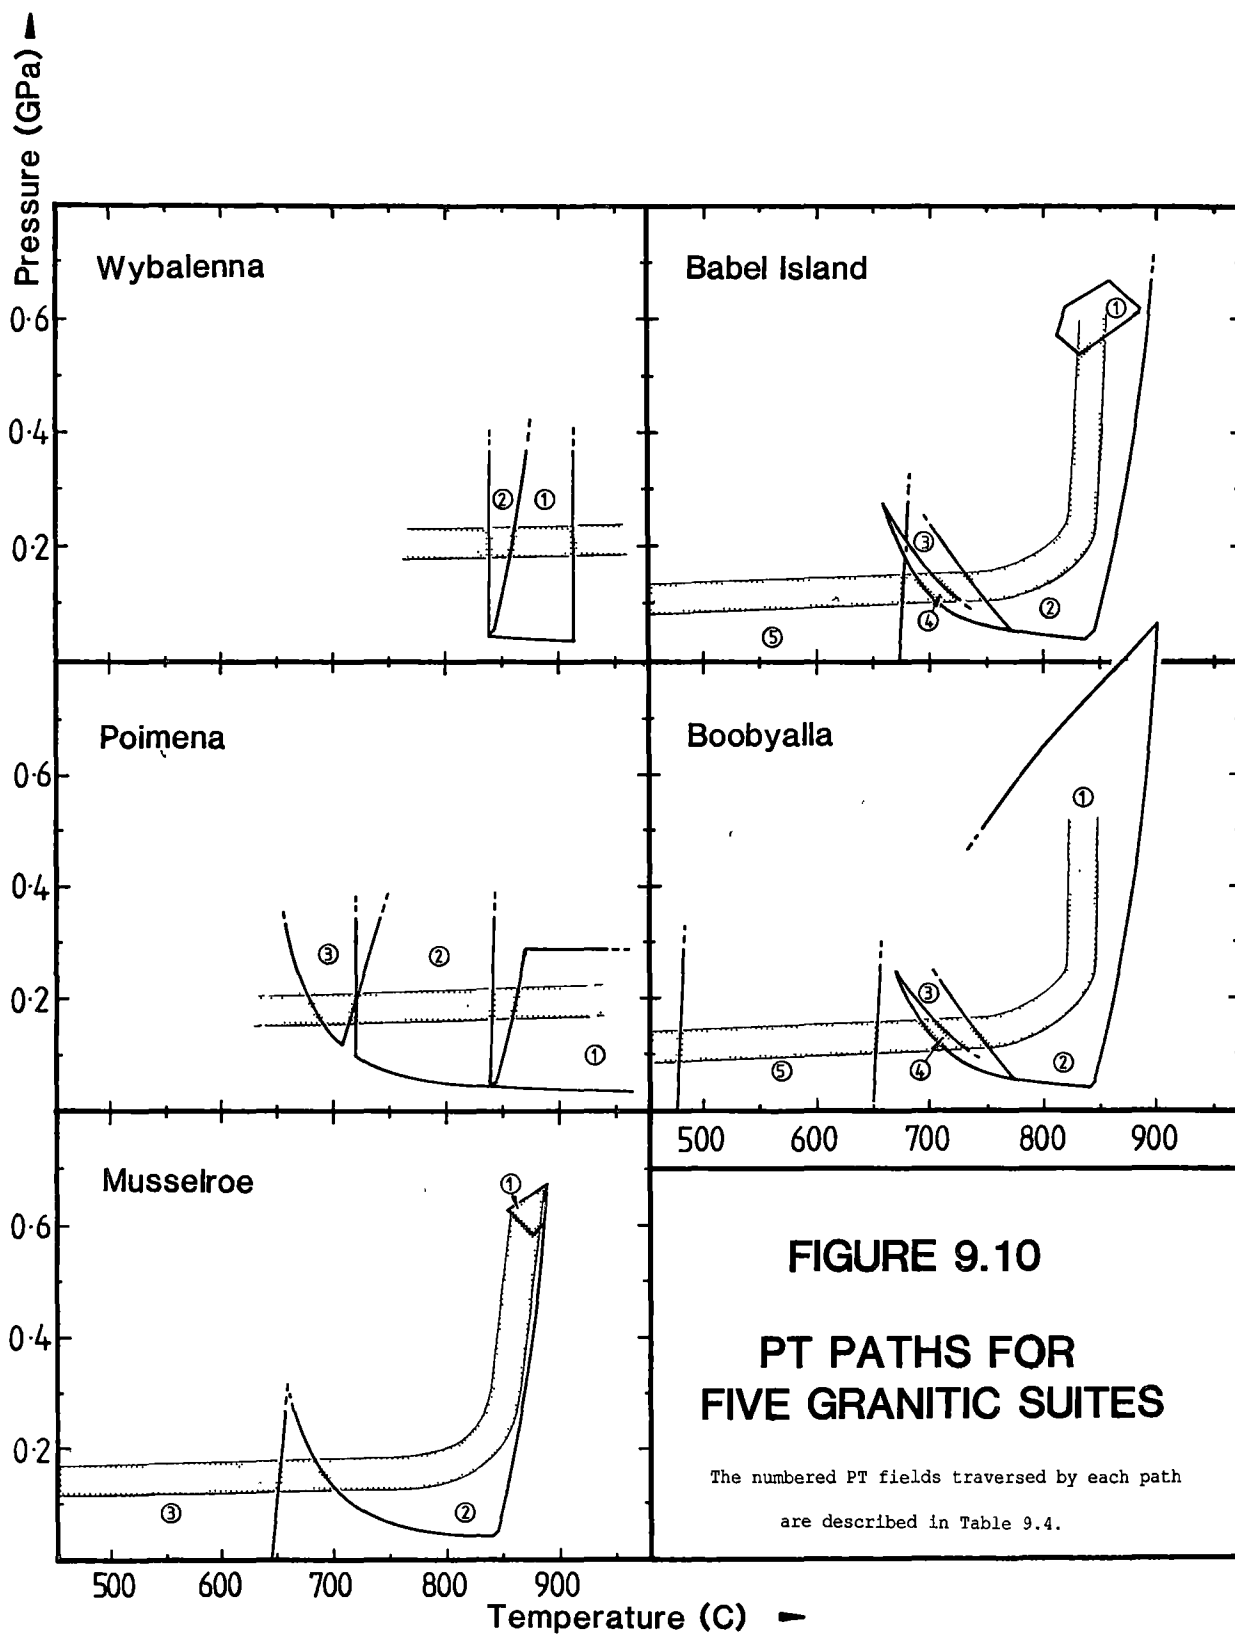 Pressure (GPa)
Wybalenna
0·6
0·4
0·2
②
①
Babel Island
①
③
②
④
⑤
Poimena
0·6
0·4
0·2
③
②
①
Boobyalla
①
③
②
④
⑤
500 600 700 800 900
Musselroe
0·6
0·4
0·2
①
③
②
500 600 700 800 900
Temperature (C)
FIGURE 9.10
PT PATHS FOR
FIVE GRANITIC SUITES
The numbered PT fields traversed by each path
are described in Table 9.4.